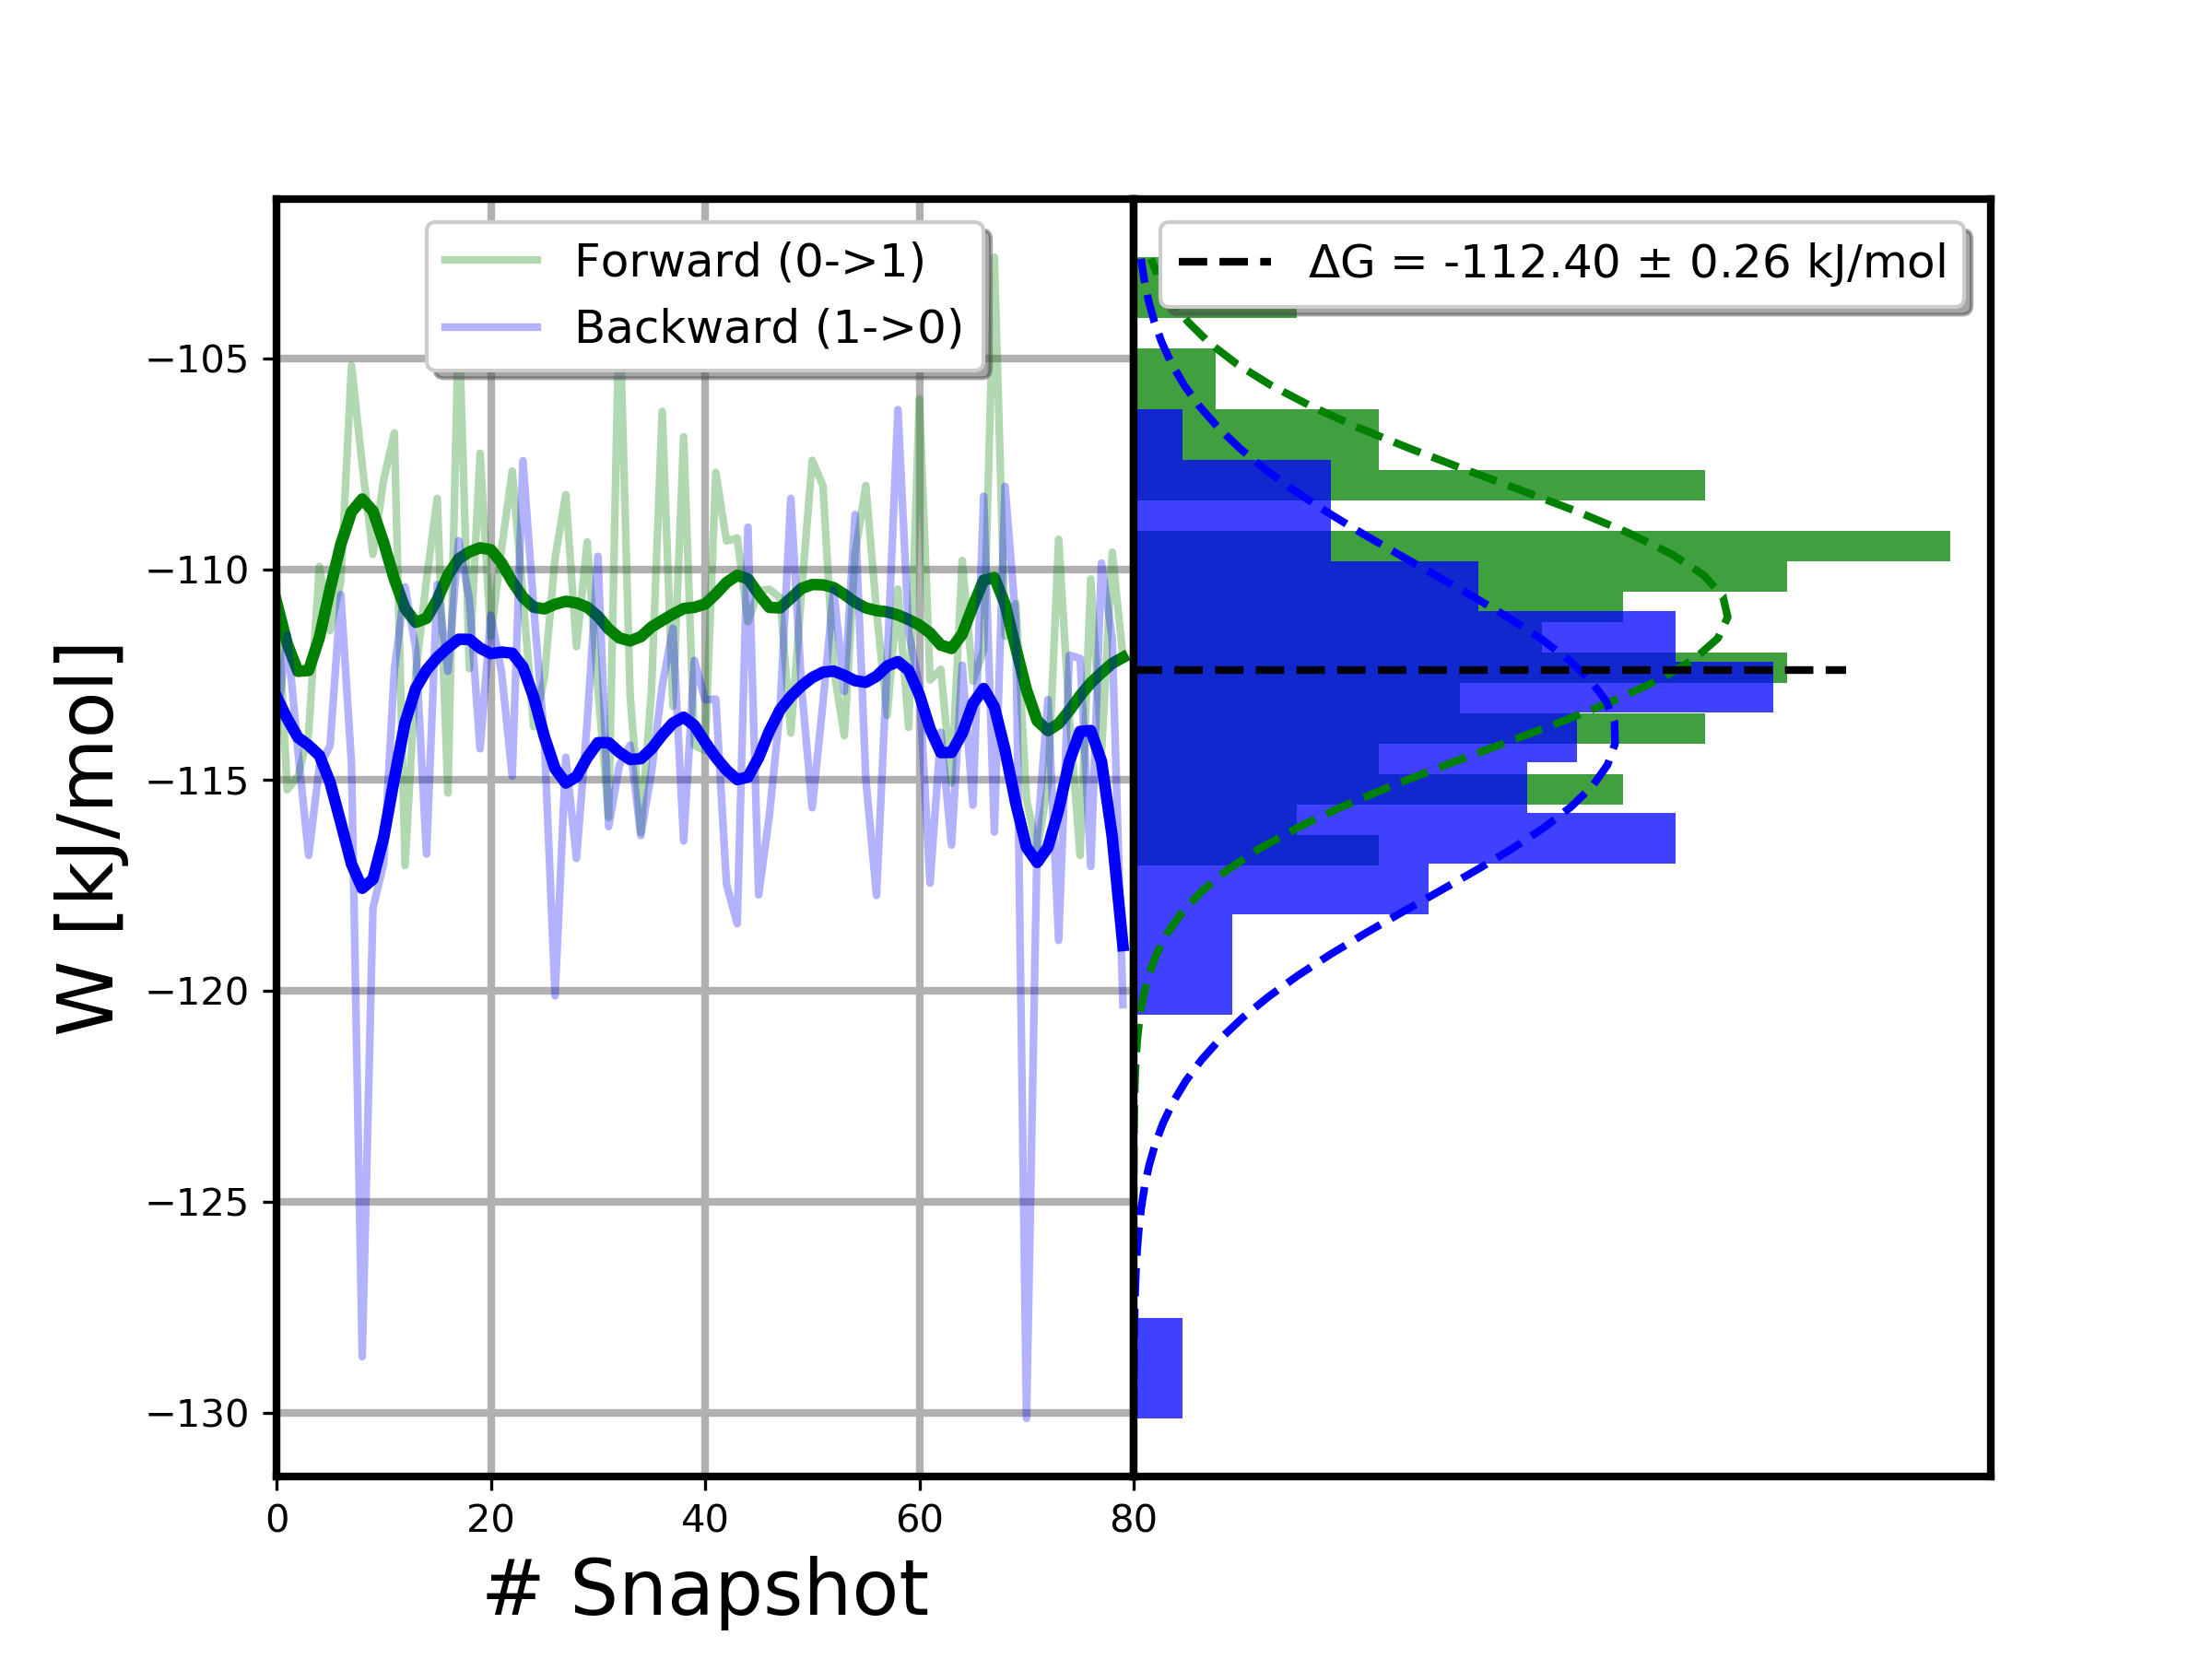 Forward (0->1)
Backward (1->0)
ΔG = -112.40 ± 0.26 kJ/mol
W [kJ/mol]
−105
−110
−115
−120
−125
−130
0 20 40 60 80
# Snapshot